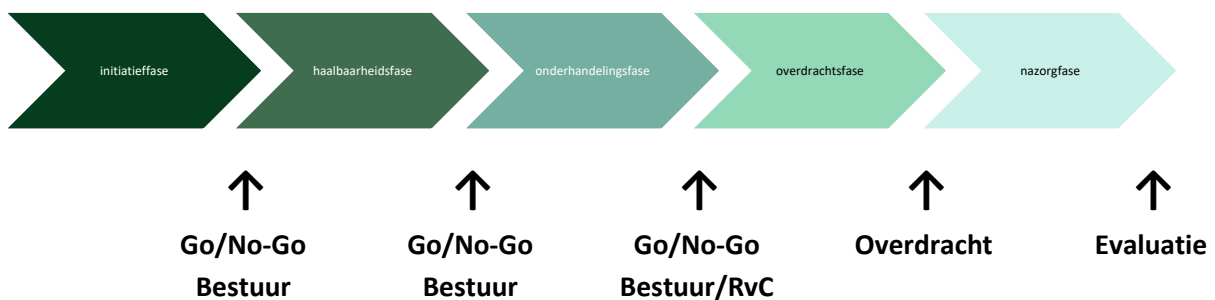 initiatieffase
haalbaarheidsfase
onderhandelingsfase
overdrachtsfase
nazorgfase
Go/No-Go
Bestuur
Go/No-Go
Bestuur
Go/No-Go
Bestuur/RvC
Overdracht
Evaluatie